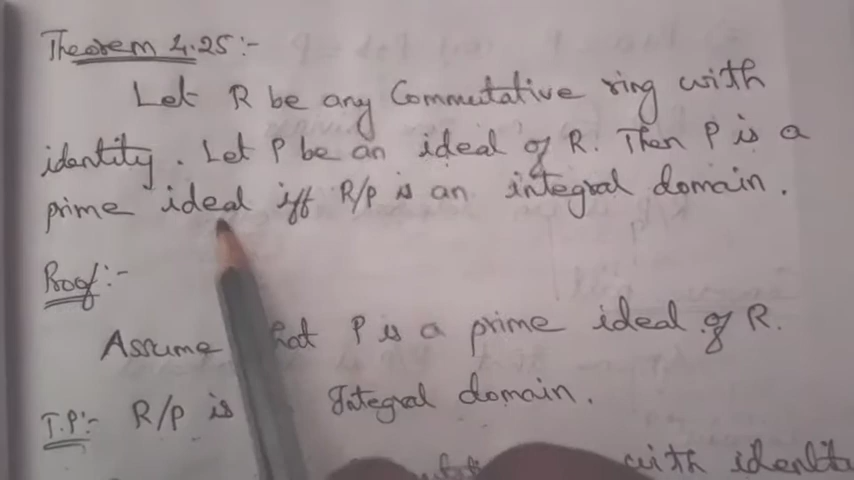 Theorem 4.25:-
Let R be any Commutative ring with
identity. Let P be an ideal of R. Then P is a
prime ideal iff R/P is an integral domain.
Proof:-
Assume that P is a prime ideal of R.
T.P:- R/P is Integral domain.
with identity